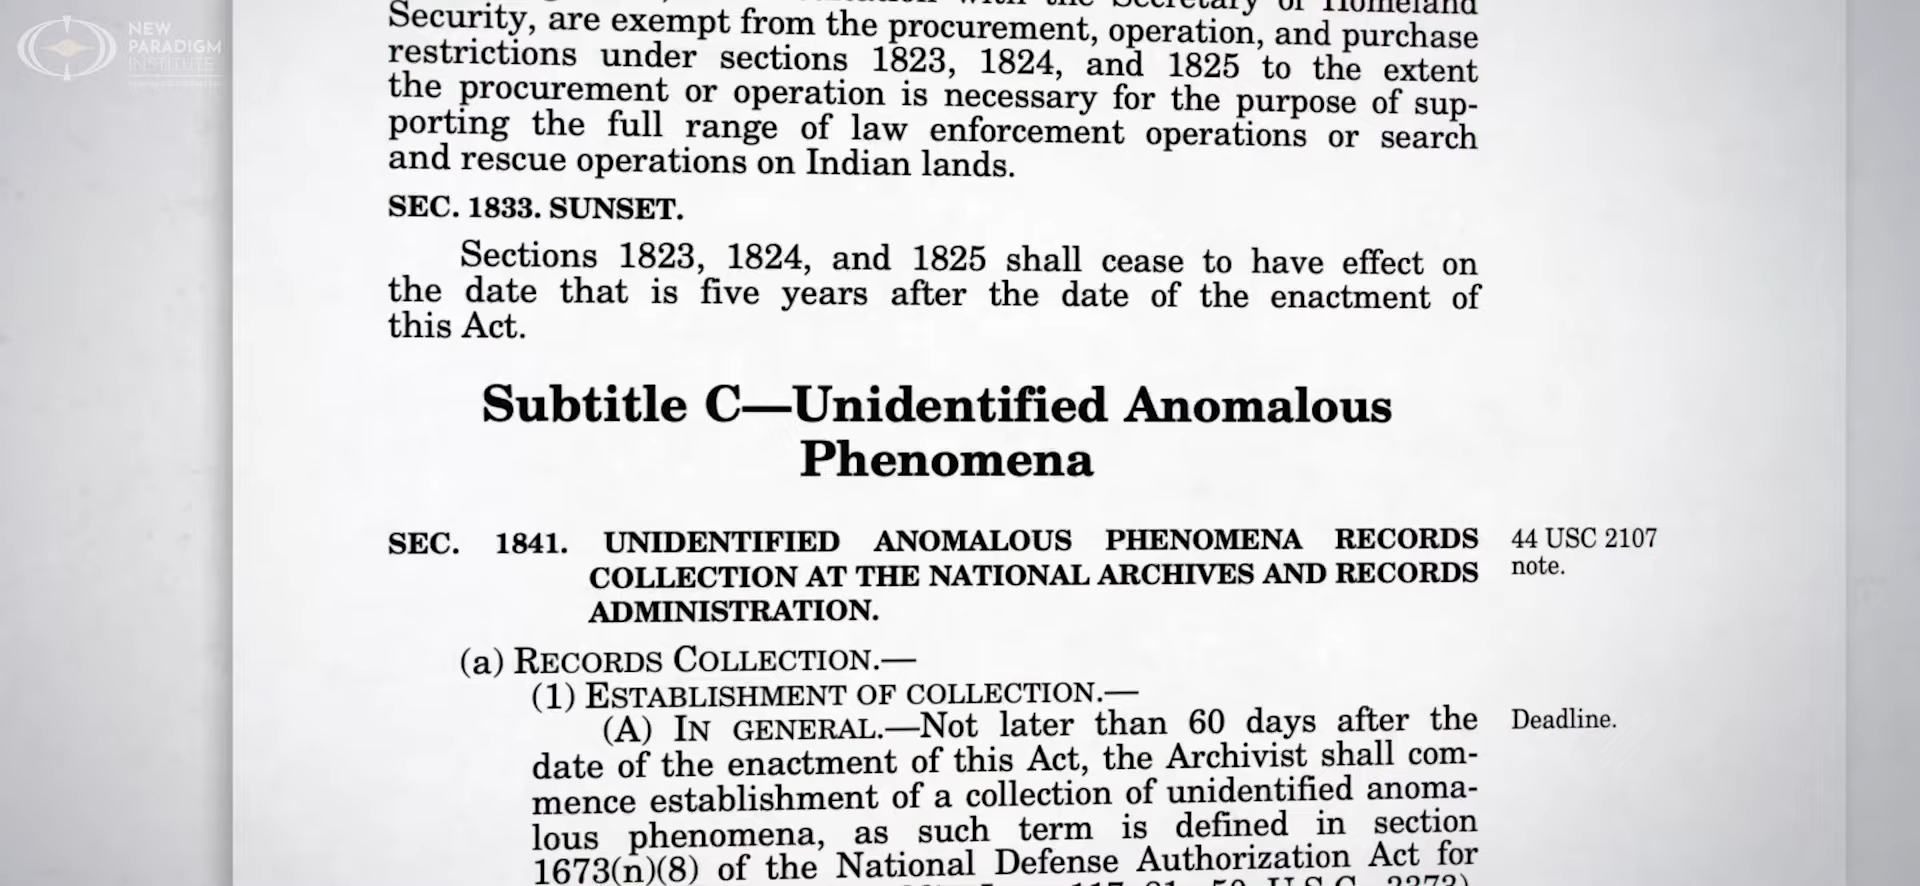 NEW
PARADIGM
INSTITUTE
Secretary of Homeland
Security, are exempt from the procurement, operation, and purchase
restrictions under sections 1823, 1824, and 1825 to the extent
the procurement or operation is necessary for the purpose of sup-
porting the full range of law enforcement operations or search
and rescue operations on Indian lands.
SEC. 1833. SUNSET.
Sections 1823, 1824, and 1825 shall cease to have effect on
the date that is five years after the date of the enactment of
this Act.
Subtitle C—Unidentified Anomalous
Phenomena
SEC. 1841. UNIDENTIFIED ANOMALOUS PHENOMENA RECORDS
COLLECTION AT THE NATIONAL ARCHIVES AND RECORDS
ADMINISTRATION.
44 USC 2107
note.
(a) RECORDS COLLECTION.—
(1) ESTABLISHMENT OF COLLECTION.—
(A) IN GENERAL.—Not later than 60 days after the
Deadline.
date of the enactment of this Act, the Archivist shall com-
mence establishment of a collection of unidentified anoma-
lous phenomena, as such term is defined in section
1673(n)(8) of the National Defense Authorization Act for